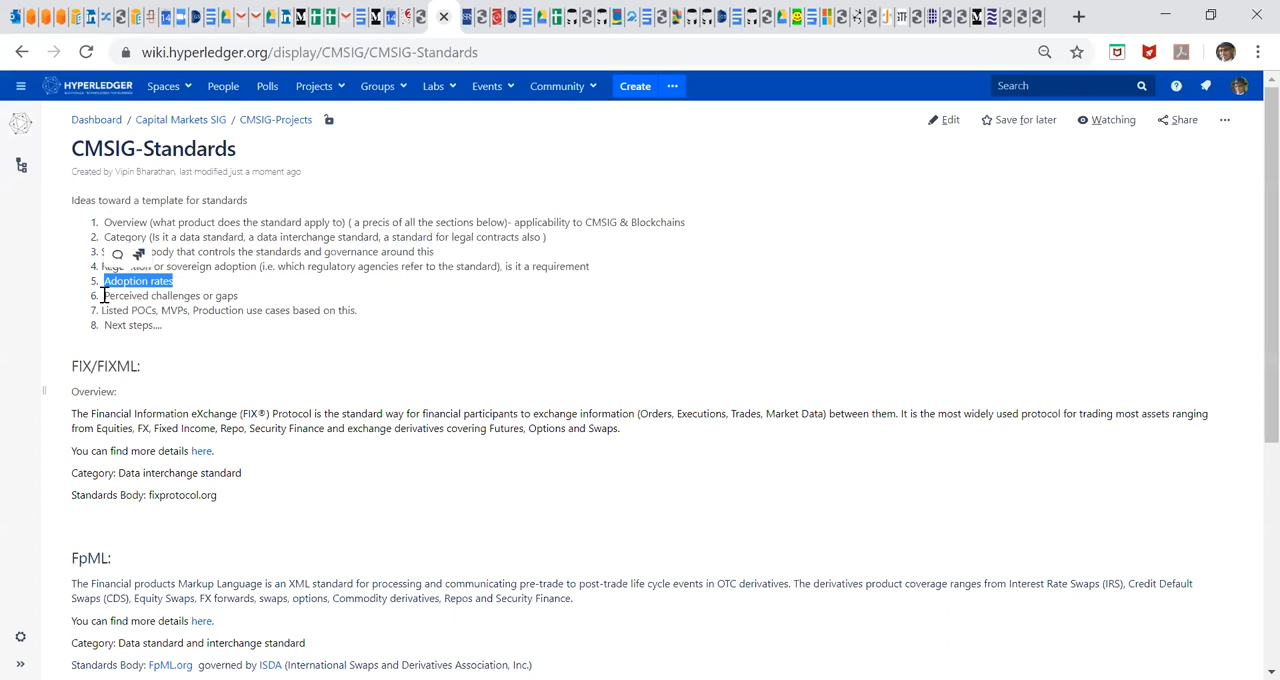 wiki.hyperledger.org/display/CMSIG/CMSIG-Standards
HYPERLEDGER Spaces People Polls Projects Groups Labs Events Community Create ••• Search
Dashboard / Capital Markets SIG / CMSIG-Projects
Edit Save for later Watching Share •••
CMSIG-Standards
Created by Vipin Bharathan, last modified just a moment ago
Ideas toward a template for standards
1. Overview (what product does the standard apply to) ( a precis of all the sections below)- applicability to CMSIG & Blockchains
2. Category (Is it a data standard, a data interchange standard, a standard for legal contracts also )
3. S body that controls the standards and governance around this
4. or sovereign adoption (i.e. which regulatory agencies refer to the standard), is it a requirement
5. Adoption rates
6. Perceived challenges or gaps
7. Listed POCs, MVPs, Production use cases based on this.
8. Next steps....
FIX/FIXML:
Overview:
The Financial Information eXchange (FIX®) Protocol is the standard way for financial participants to exchange information (Orders, Executions, Trades, Market Data) between them. It is the most widely used protocol for trading most assets ranging
from Equities, FX, Fixed Income, Repo, Security Finance and exchange derivatives covering Futures, Options and Swaps.
You can find more details here.
Category: Data interchange standard
Standards Body: fixprotocol.org
FpML:
The Financial products Markup Language is an XML standard for processing and communicating pre-trade to post-trade life cycle events in OTC derivatives. The derivatives product coverage ranges from Interest Rate Swaps (IRS), Credit Default
Swaps (CDS), Equity Swaps, FX forwards, swaps, options, Commodity derivatives, Repos and Security Finance.
You can find more details here.
Category: Data standard and interchange standard
Standards Body: FpML.org governed by ISDA (International Swaps and Derivatives Association, Inc.)